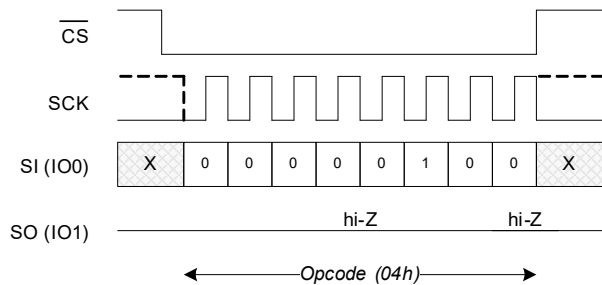 CS
SCK
SI (IO0) X 0 0 0 0 0 1 0 0 X
hi-Z hi-Z
SO (IO1)
Opcode (04h)